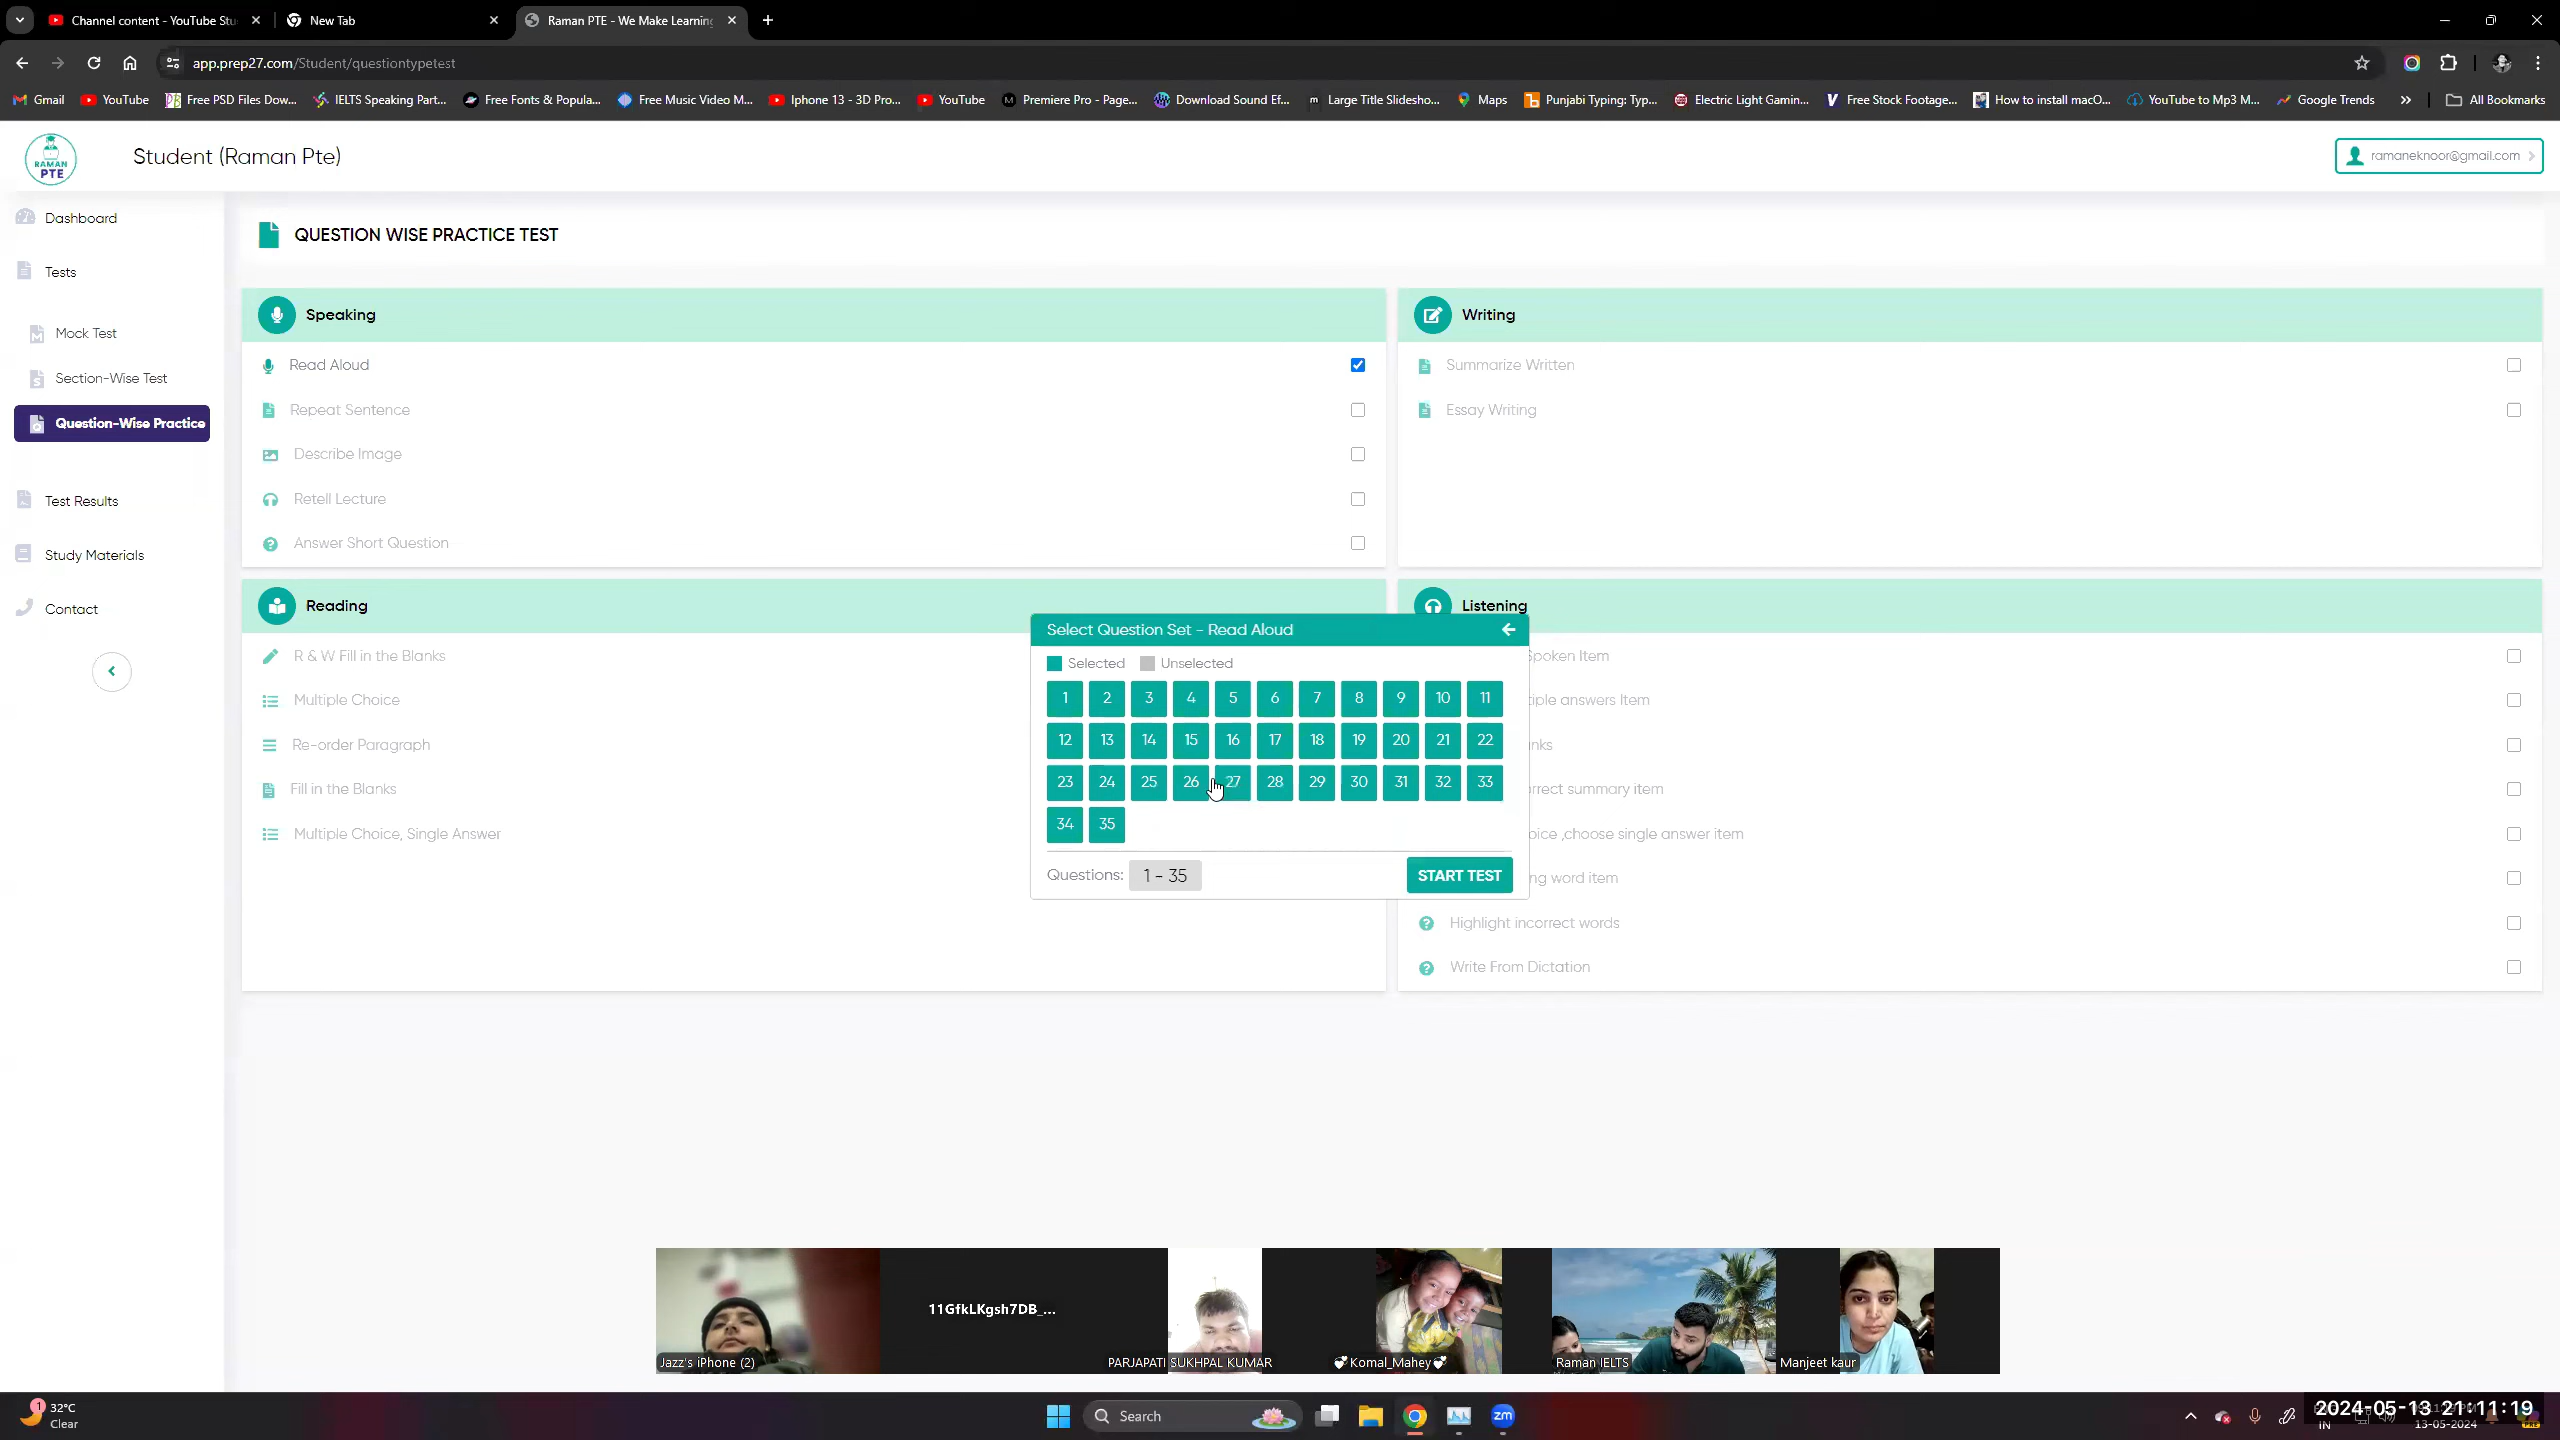 Channel content - YouTube Stu
New Tab
Raman PTE - We Make Learning
app.prep27.com/Student/questiontypetest
Gmail
YouTube
Free PSD Files Dow...
IELTS Speaking Part...
Free Fonts & Popula...
Free Music Video M...
Iphone 13 - 3D Pro...
YouTube
Premiere Pro - Page...
Download Sound Ef...
Large Title Slidesho...
Maps
Punjabi Typing: Typ...
Electric Light Gamin...
Free Stock Footage...
How to install macO...
YouTube to Mp3 M...
Google Trends
All Bookmarks
RAMAN
PTE
Student (Raman Pte)
ramaneknoor@gmail.com
Dashboard
Tests
Mock Test
Section-Wise Test
Question-Wise Practice
Test Results
Study Materials
Contact
QUESTION WISE PRACTICE TEST
Speaking
Read Aloud
Repeat Sentence
Describe Image
Retell Lecture
Answer Short Question
Writing
Summarize Written
Essay Writing
Reading
R & W Fill in the Blanks
Multiple Choice
Re-order Paragraph
Fill in the Blanks
Multiple Choice, Single Answer
Listening
Spoken Item
tiple answers Item
nks
rrect summary item
oice ,choose single answer item
ng word item
Highlight incorrect words
Write From Dictation
Select Question Set - Read Aloud
Selected Unselected
1 2 3 4 5 6 7 8 9 10 11
12 13 14 15 16 17 18 19 20 21 22
23 24 25 26 27 28 29 30 31 32 33
34 35
Questions: 1 - 35 START TEST
11GfkLKgsh7DB_...
Jazz's iPhone (2)
PARJAPATI SUKHPAL KUMAR
💞Komal_Mahey💞
Raman IELTS
Manjeet kaur
1
32°C
Clear
Search
zm
IN
2024-05-13 21:11:19
13-05-2024